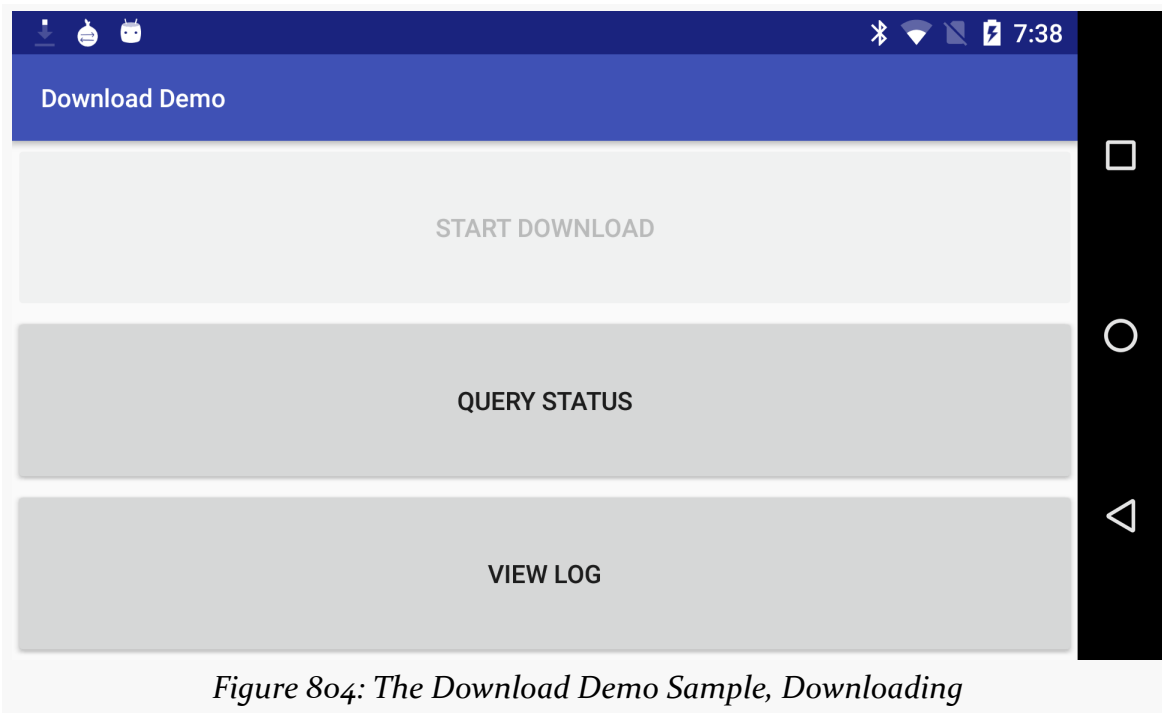 7:38
Download Demo
START DOWNLOAD
QUERY STATUS
VIEW LOG
Figure 804: The Download Demo Sample, Downloading